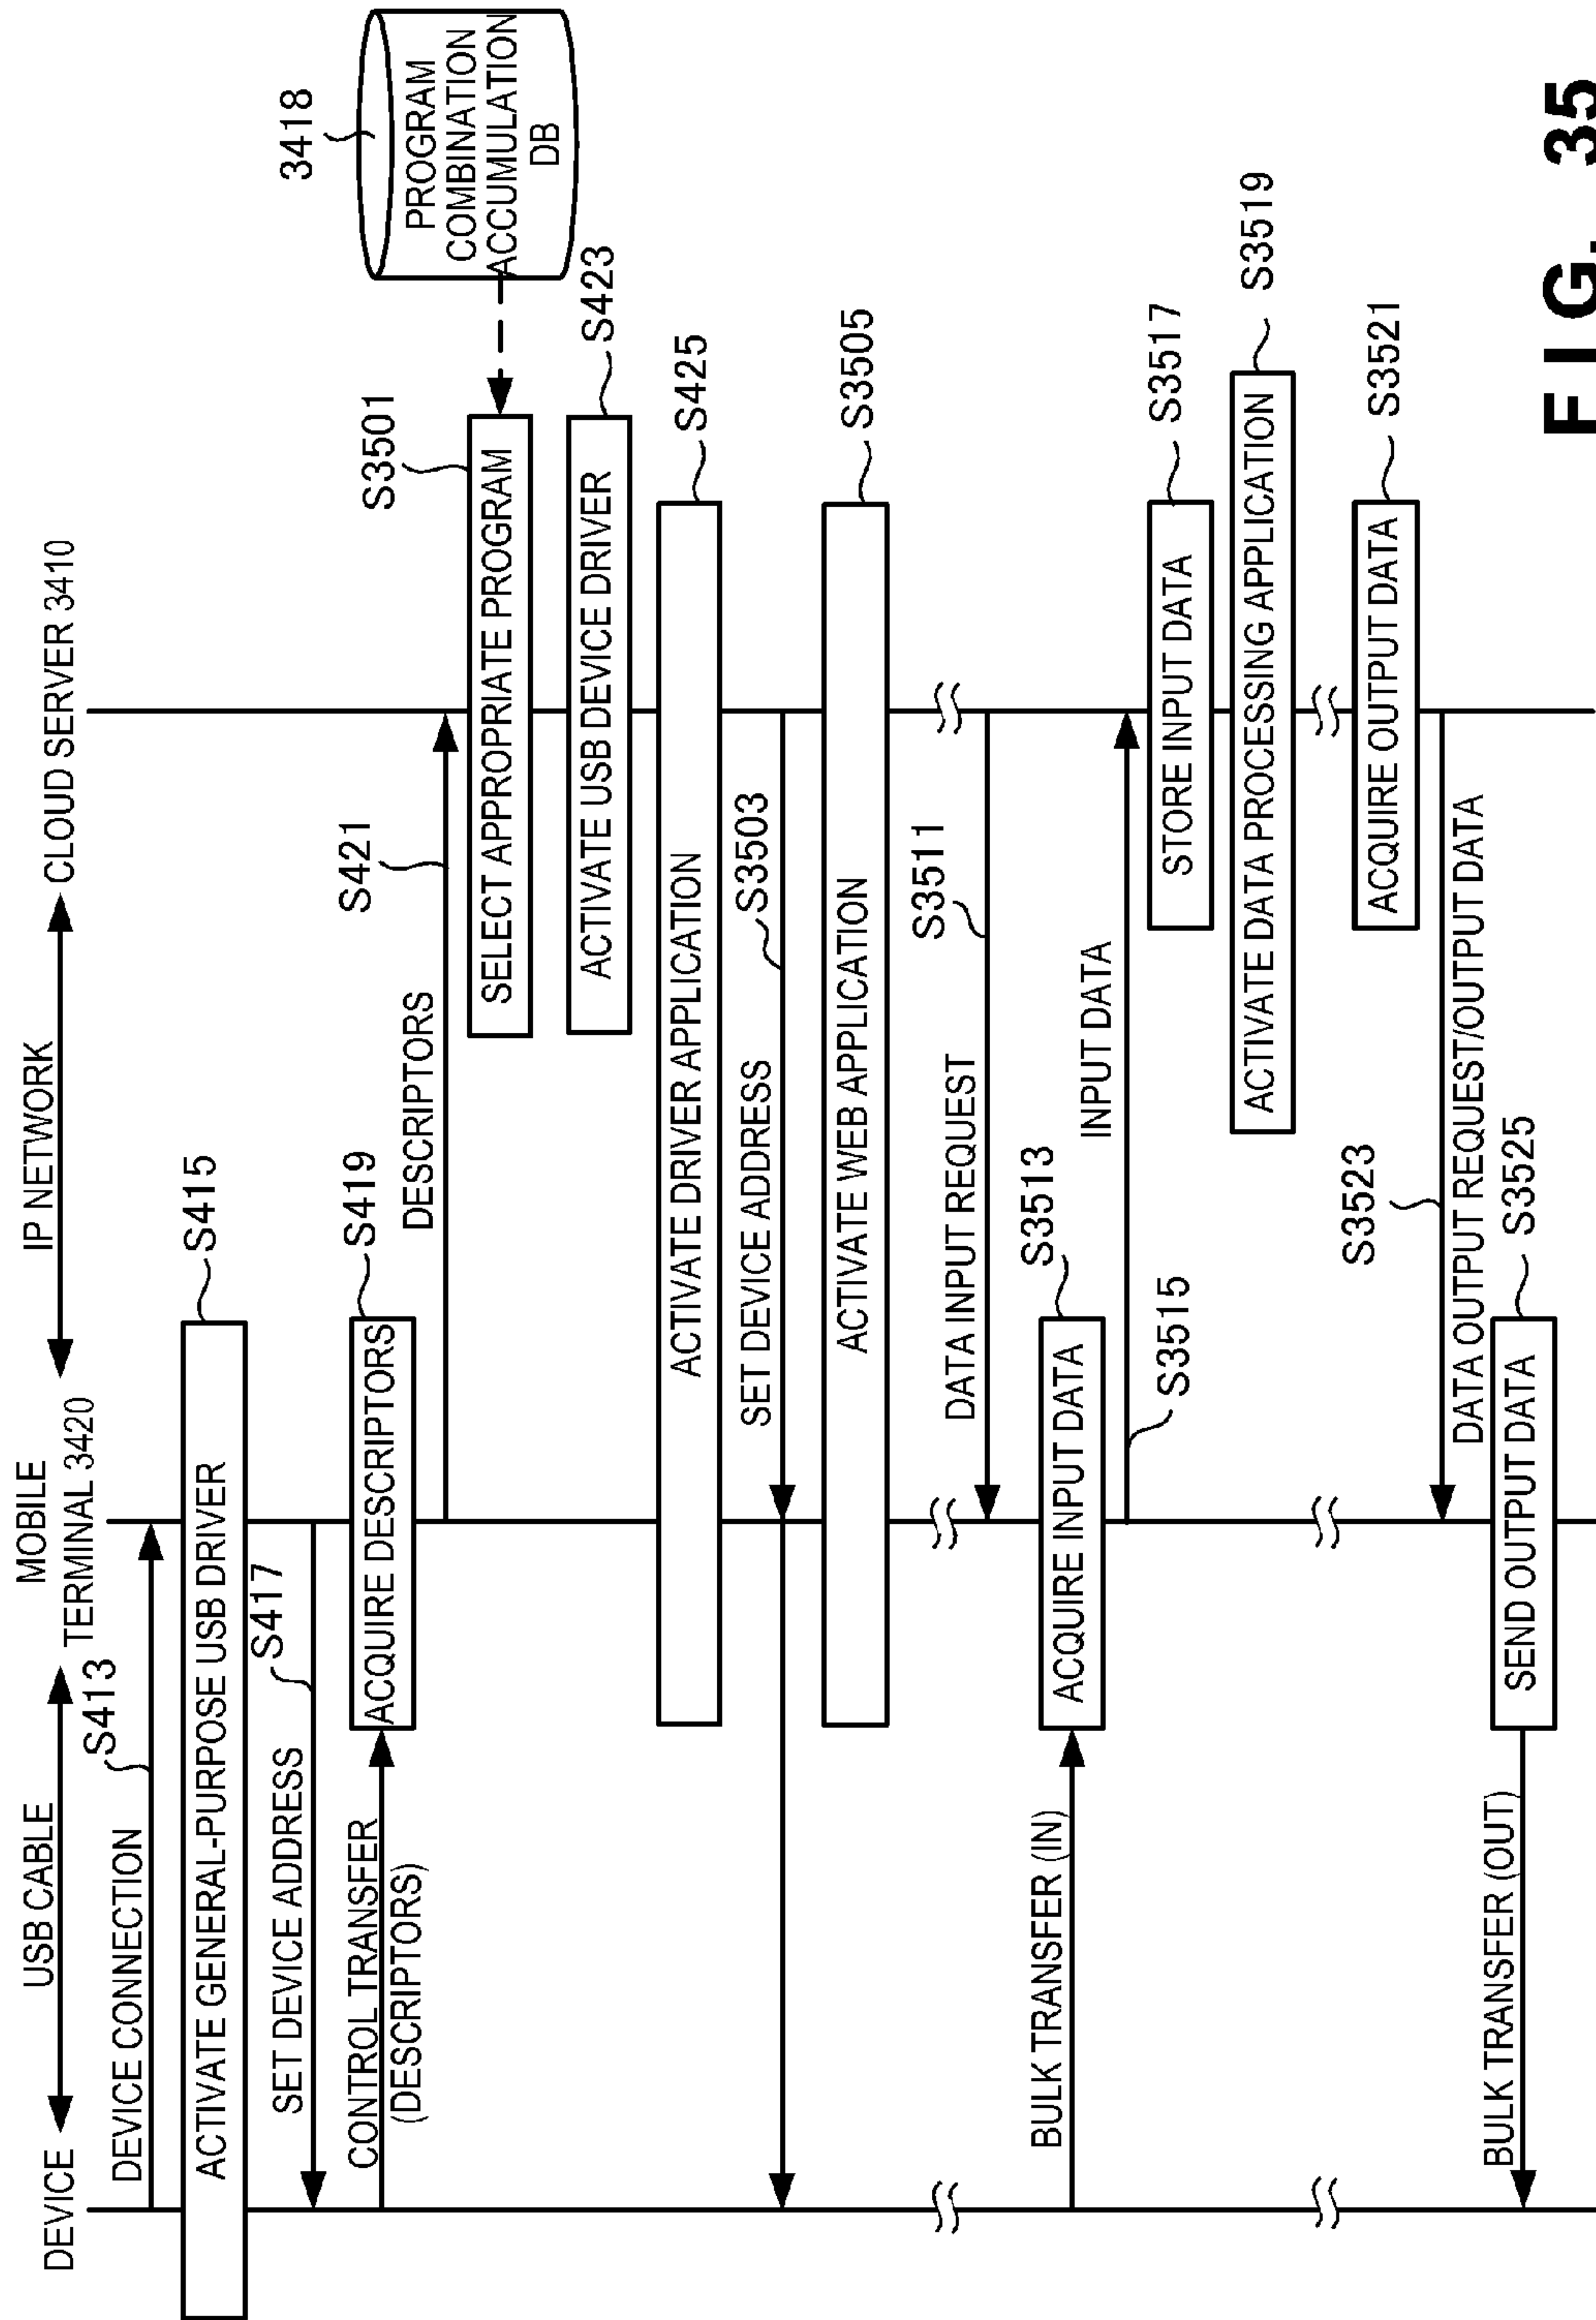 DEVICE
USB CABLE
MOBILE
TERMINAL 3420
IP NETWORK
CLOUD SERVER 3410
DEVICE CONNECTION
S413
ACTIVATE GENERAL-PURPOSE USB DRIVER
S415
SET DEVICE ADDRESS
S417
CONTROL TRANSFER
(DESCRIPTORS)
ACQUIRE DESCRIPTORS
S419
DESCRIPTORS
S421
SELECT APPROPRIATE PROGRAM
S3501
3418
PROGRAM
COMBINATION
ACCUMULATION
DB
ACTIVATE USB DEVICE DRIVER
S423
ACTIVATE DRIVER APPLICATION
S425
SET DEVICE ADDRESS
S3503
ACTIVATE WEB APPLICATION
S3505
DATA INPUT REQUEST
S3511
BULK TRANSFER (IN)
ACQUIRE INPUT DATA
S3513
INPUT DATA
S3515
STORE INPUT DATA
S3517
ACTIVATE DATA PROCESSING APPLICATION
S3519
ACQUIRE OUTPUT DATA
S3521
S3523
DATA OUTPUT REQUEST/OUTPUT DATA
BULK TRANSFER (OUT)
SEND OUTPUT DATA
S3525
FIG. 35